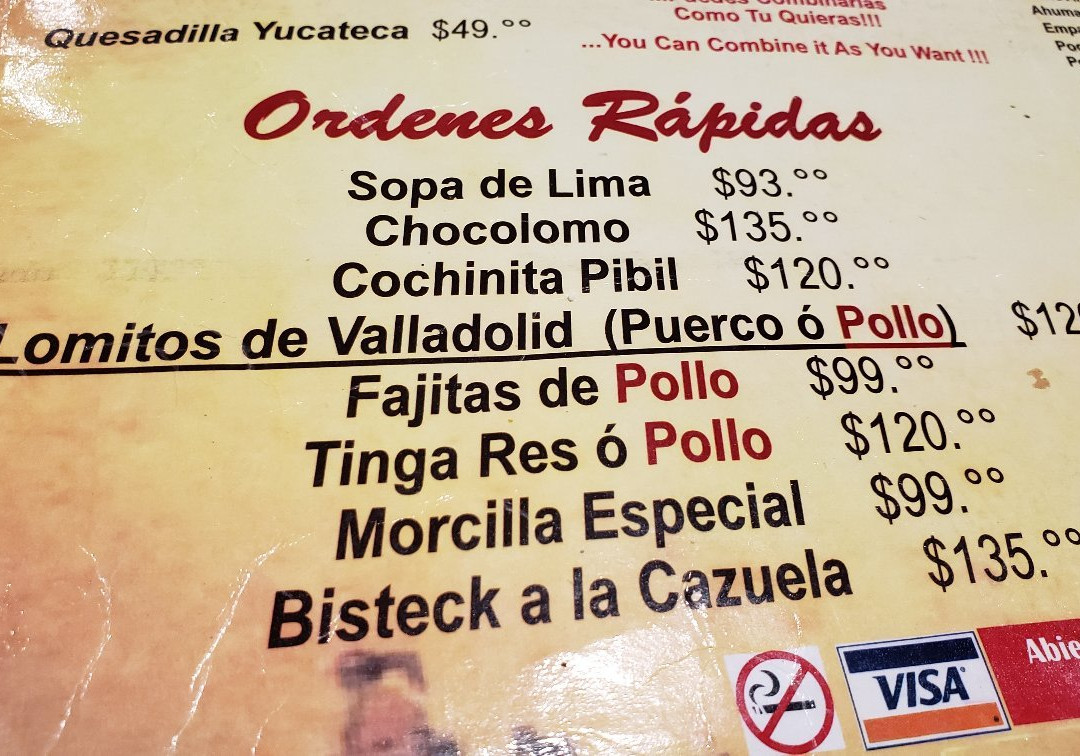 Quesadilla Yucateca $49.°°
Como Tu Quieras!!!
...You Can Combine it As You Want !!!
Ordenes Rápidas
Sopa de Lima $93.°°
Chocolomo $135.°°
Cochinita Pibil $120.°°
Lomitos de Valladolid (Puerco ó Pollo)
Fajitas de Pollo $99.°°
Tinga Res ó Pollo $120.°°
Morcilla Especial $99.°°
Bisteck a la Cazuela $135.°°
VISA